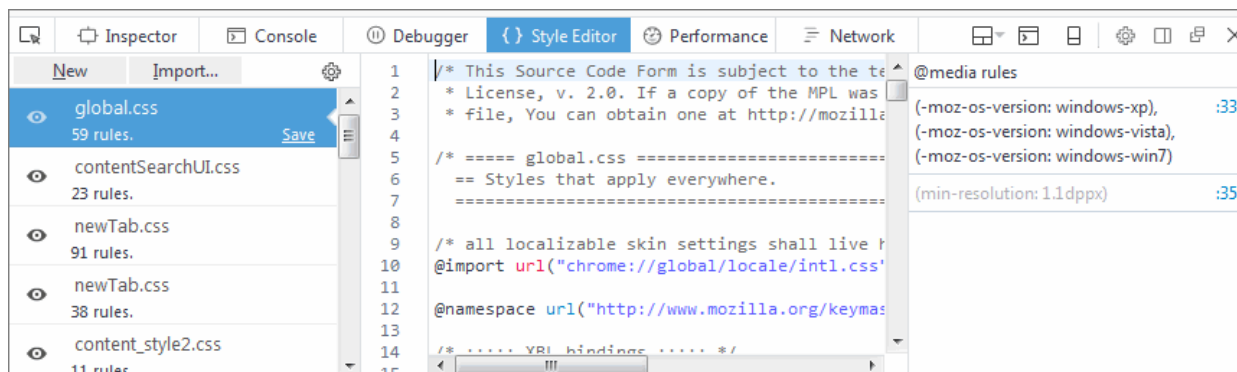 Inspector Console Debugger { } Style Editor Performance Network
New Import...
global.css
59 rules. Save
contentSearchUI.css
23 rules.
newTab.css
91 rules.
newTab.css
38 rules.
content_style2.css
11 rules
1 /* This Source Code Form is subject to the te
2 * License, v. 2.0. If a copy of the MPL was
3 * file, You can obtain one at http://mozilla
4
5 /* ===== global.css ==========================
6 == Styles that apply everywhere.
7 =============================================
8
9 /* all localizable skin settings shall live h
10 @import url("chrome://global/locale/intl.css"
11
12 @namespace url("http://www.mozilla.org/keymas
13
14 /* ::::: XBL bindings ::::: */
15
@media rules
(-moz-os-version: windows-xp), :33
(-moz-os-version: windows-vista),
(-moz-os-version: windows-win7)
(min-resolution: 1.1dppx) :35